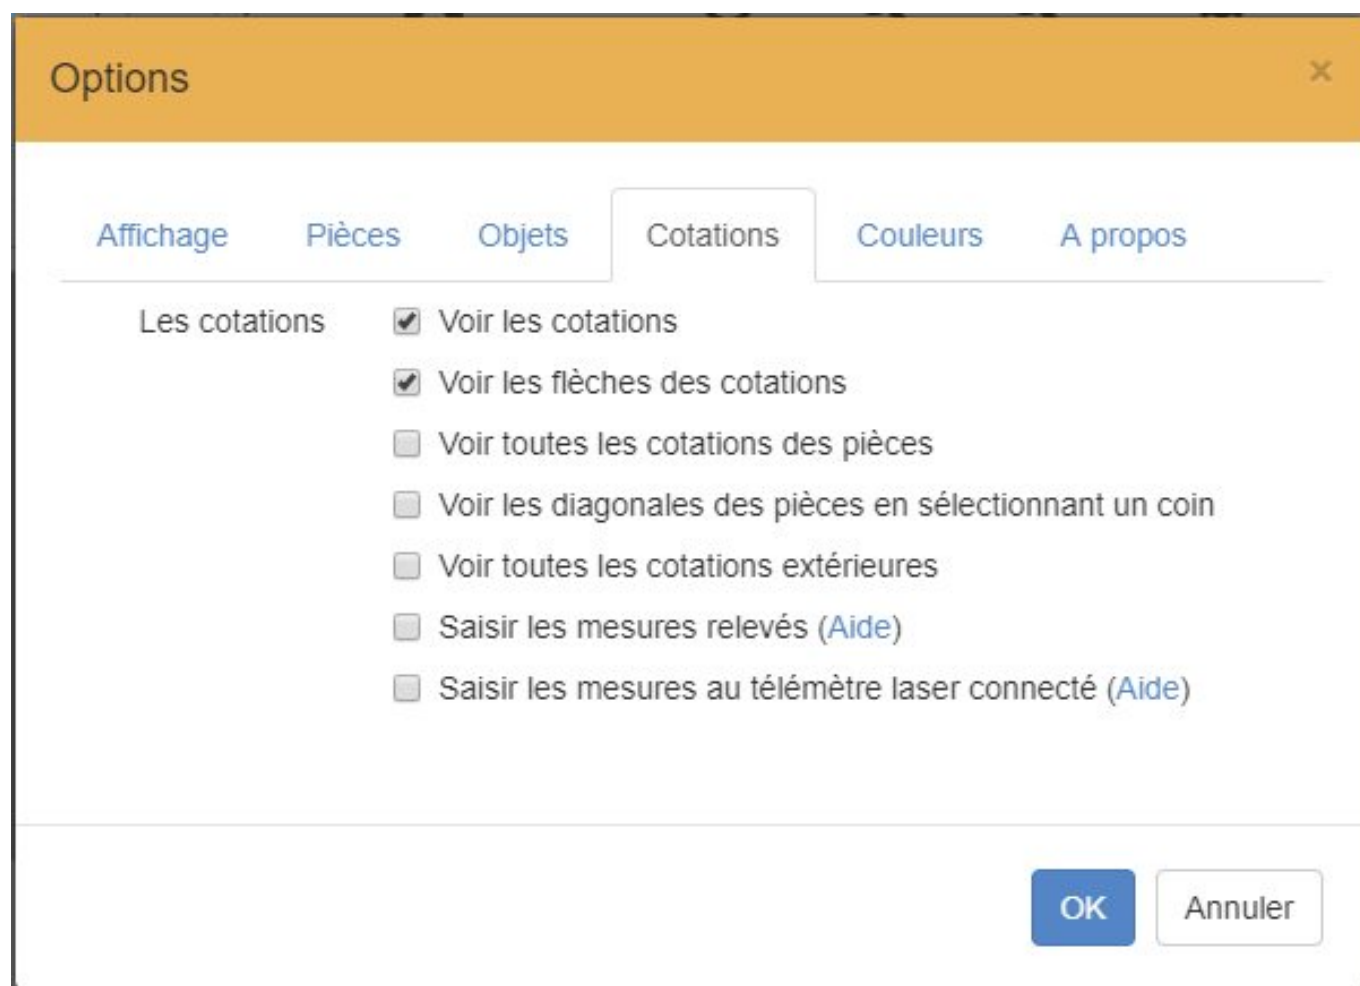 Options
×
Affichage Pièces Objets Cotations Couleurs A propos
Les cotations Voir les cotations
Voir les flèches des cotations
Voir toutes les cotations des pièces
Voir les diagonales des pièces en sélectionnant un coin
Voir toutes les cotations extérieures
Saisir les mesures relevés (Aide)
Saisir les mesures au télémètre laser connecté (Aide)
OK Annuler